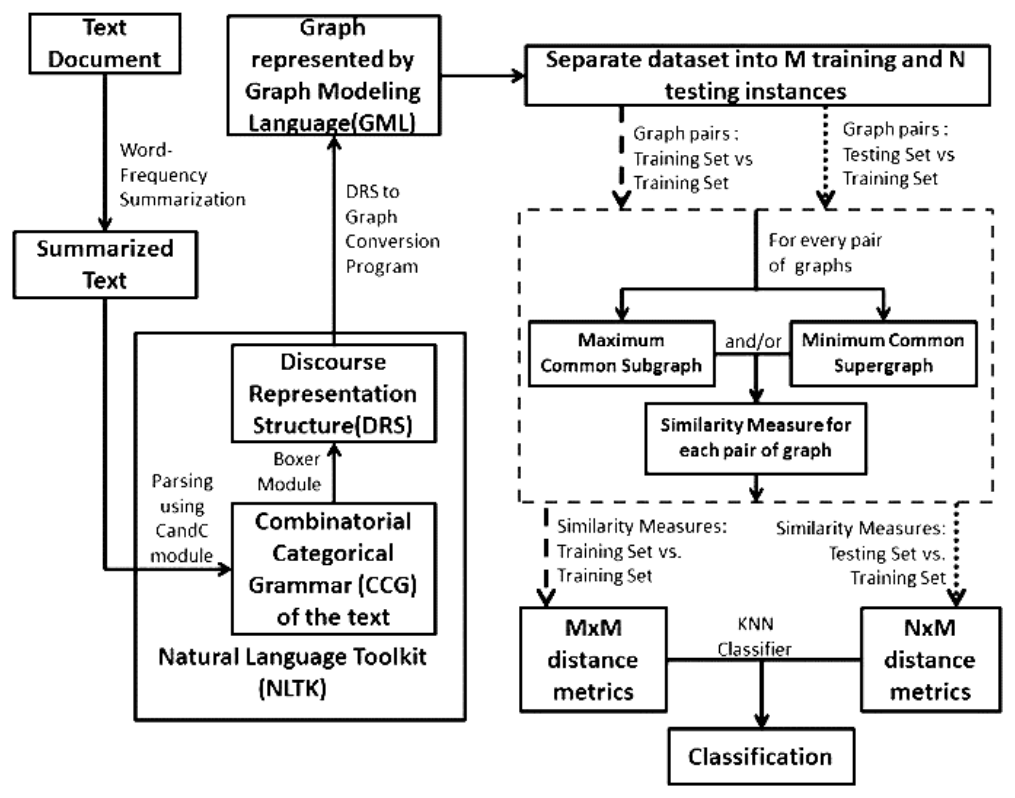 Text
Document
Word-
Frequency
Summarization
Summarized
Text
Parsing
using
CandC
module
Combinatorial
Categorical
Grammar (CCG)
of the text
Natural Language Toolkit
(NLTK)
Boxer
Module
Discourse
Representation
Structure(DRS)
DRS to
Graph
Conversion
Program
Graph
represented by
Graph Modeling
Language(GML)
Separate dataset into M training and N
testing instances
Graph pairs :
Training Set vs
Training Set
Graph pairs :
Testing Set vs
Training Set
For every pair
of graphs
Maximum
Common Subgraph
and/or
Minimum Common
Supergraph
Similarity Measure for
each pair of graph
Similarity Measures:
Training Set vs.
Training Set
Similarity Measures:
Testing Set vs.
Training Set
MxM
distance
metrics
KNN
Classifier
NxM
distance
metrics
Classification